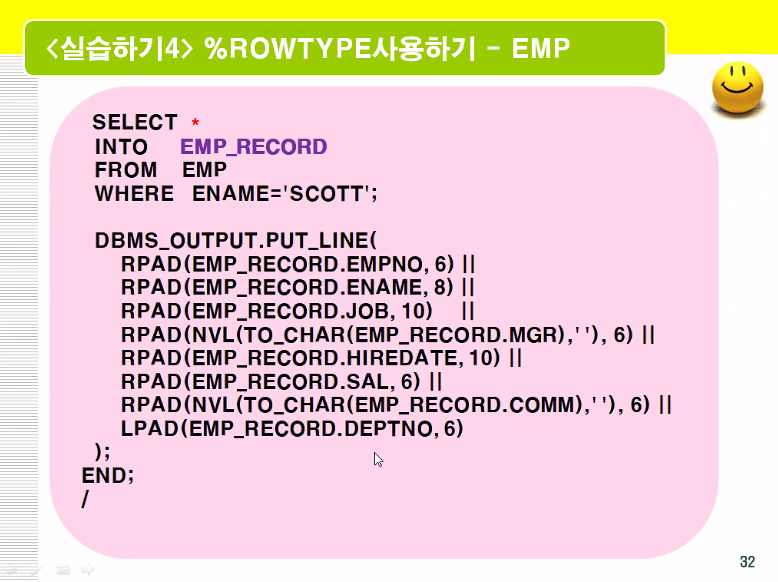 <실습하기4> %ROWTYPE사용하기 - EMP
SELECT *
INTO EMP_RECORD
FROM EMP
WHERE ENAME='SCOTT';
DBMS_OUTPUT.PUT_LINE(
RPAD(EMP_RECORD.EMPNO, 6) ||
RPAD(EMP_RECORD.ENAME, 8) ||
RPAD(EMP_RECORD.JOB, 10) ||
RPAD(NVL(TO_CHAR(EMP_RECORD.MGR),' '), 6) ||
RPAD(EMP_RECORD.HIREDATE, 10) ||
RPAD(EMP_RECORD.SAL, 6) ||
RPAD(NVL(TO_CHAR(EMP_RECORD.COMM),' '), 6) ||
LPAD(EMP_RECORD.DEPTNO, 6)
);
END;
/
32